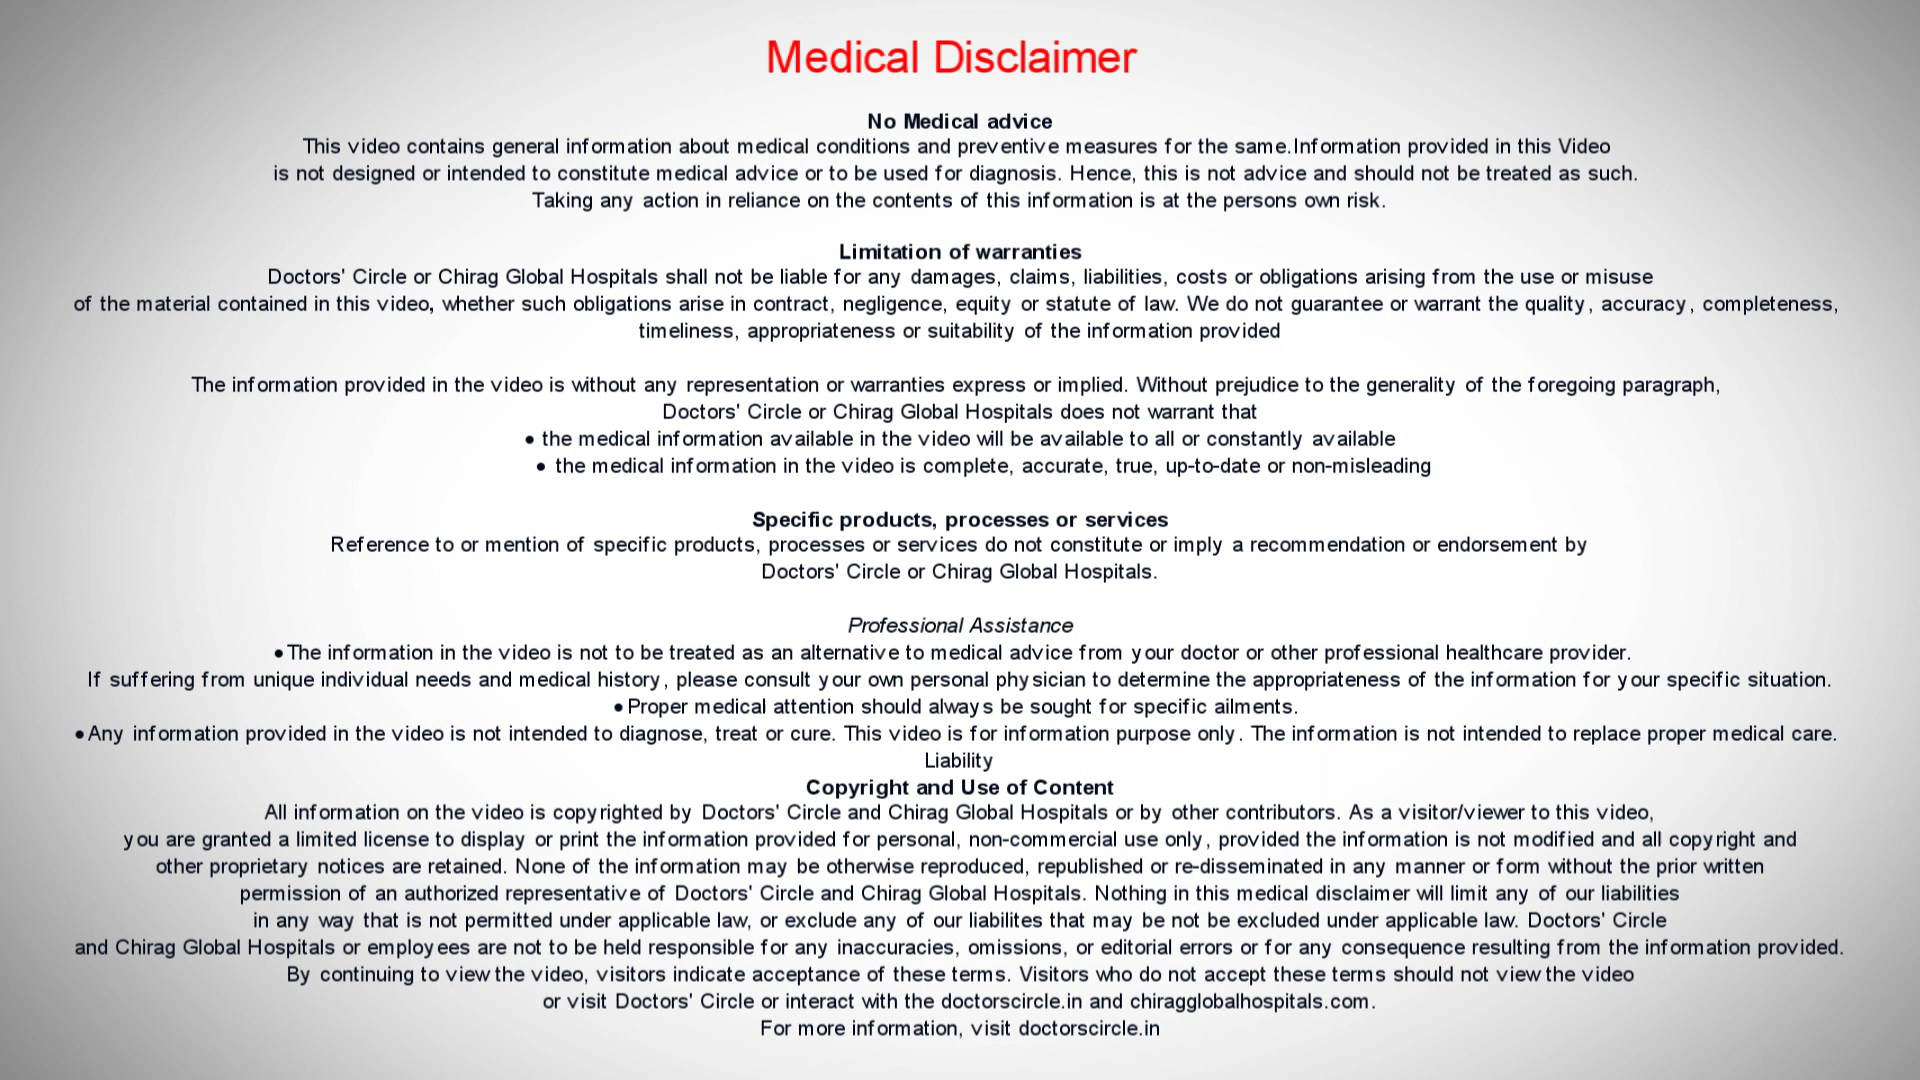 Medical Disclaimer
No Medical advice
This video contains general information about medical conditions and preventive measures for the same.Information provided in this Video
is not designed or intended to constitute medical advice or to be used for diagnosis. Hence, this is not advice and should not be treated as such.
Taking any action in reliance on the contents of this information is at the persons own risk.
Limitation of warranties
Doctors' Circle or Chirag Global Hospitals shall not be liable for any damages, claims, liabilities, costs or obligations arising from the use or misuse
of the material contained in this video, whether such obligations arise in contract, negligence, equity or statute of law. We do not guarantee or warrant the quality, accuracy, completeness,
timeliness, appropriateness or suitability of the information provided
The information provided in the video is without any representation or warranties express or implied. Without prejudice to the generality of the foregoing paragraph,
Doctors' Circle or Chirag Global Hospitals does not warrant that
• the medical information available in the video will be available to all or constantly available
• the medical information in the video is complete, accurate, true, up-to-date or non-misleading
Specific products, processes or services
Reference to or mention of specific products, processes or services do not constitute or imply a recommendation or endorsement by
Doctors' Circle or Chirag Global Hospitals.
Professional Assistance
•The information in the video is not to be treated as an alternative to medical advice from your doctor or other professional healthcare provider.
If suffering from unique individual needs and medical history, please consult your own personal physician to determine the appropriateness of the information for your specific situation.
•Proper medical attention should always be sought for specific ailments.
•Any information provided in the video is not intended to diagnose, treat or cure. This video is for information purpose only. The information is not intended to replace proper medical care.
Liability
Copyright and Use of Content
All information on the video is copyrighted by Doctors' Circle and Chirag Global Hospitals or by other contributors. As a visitor/viewer to this video,
you are granted a limited license to display or print the information provided for personal, non-commercial use only, provided the information is not modified and all copyright and
other proprietary notices are retained. None of the information may be otherwise reproduced, republished or re-disseminated in any manner or form without the prior written
permission of an authorized representative of Doctors' Circle and Chirag Global Hospitals. Nothing in this medical disclaimer will limit any of our liabilities
in any way that is not permitted under applicable law, or exclude any of our liabilites that may be not be excluded under applicable law. Doctors' Circle
and Chirag Global Hospitals or employees are not to be held responsible for any inaccuracies, omissions, or editorial errors or for any consequence resulting from the information provided.
By continuing to view the video, visitors indicate acceptance of these terms. Visitors who do not accept these terms should not view the video
or visit Doctors' Circle or interact with the doctorscircle.in and chiragglobalhospitals.com.
For more information, visit doctorscircle.in